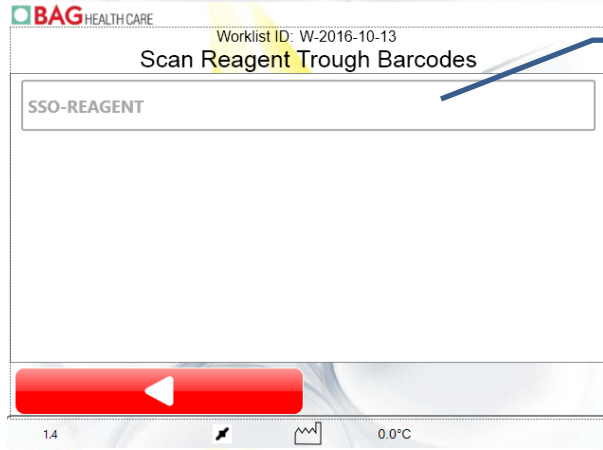 BAG HEALTH CARE
Worklist ID: W-2016-10-13
Scan Reagent Trough Barcodes
SSO-REAGENT
1.4
0.0°C